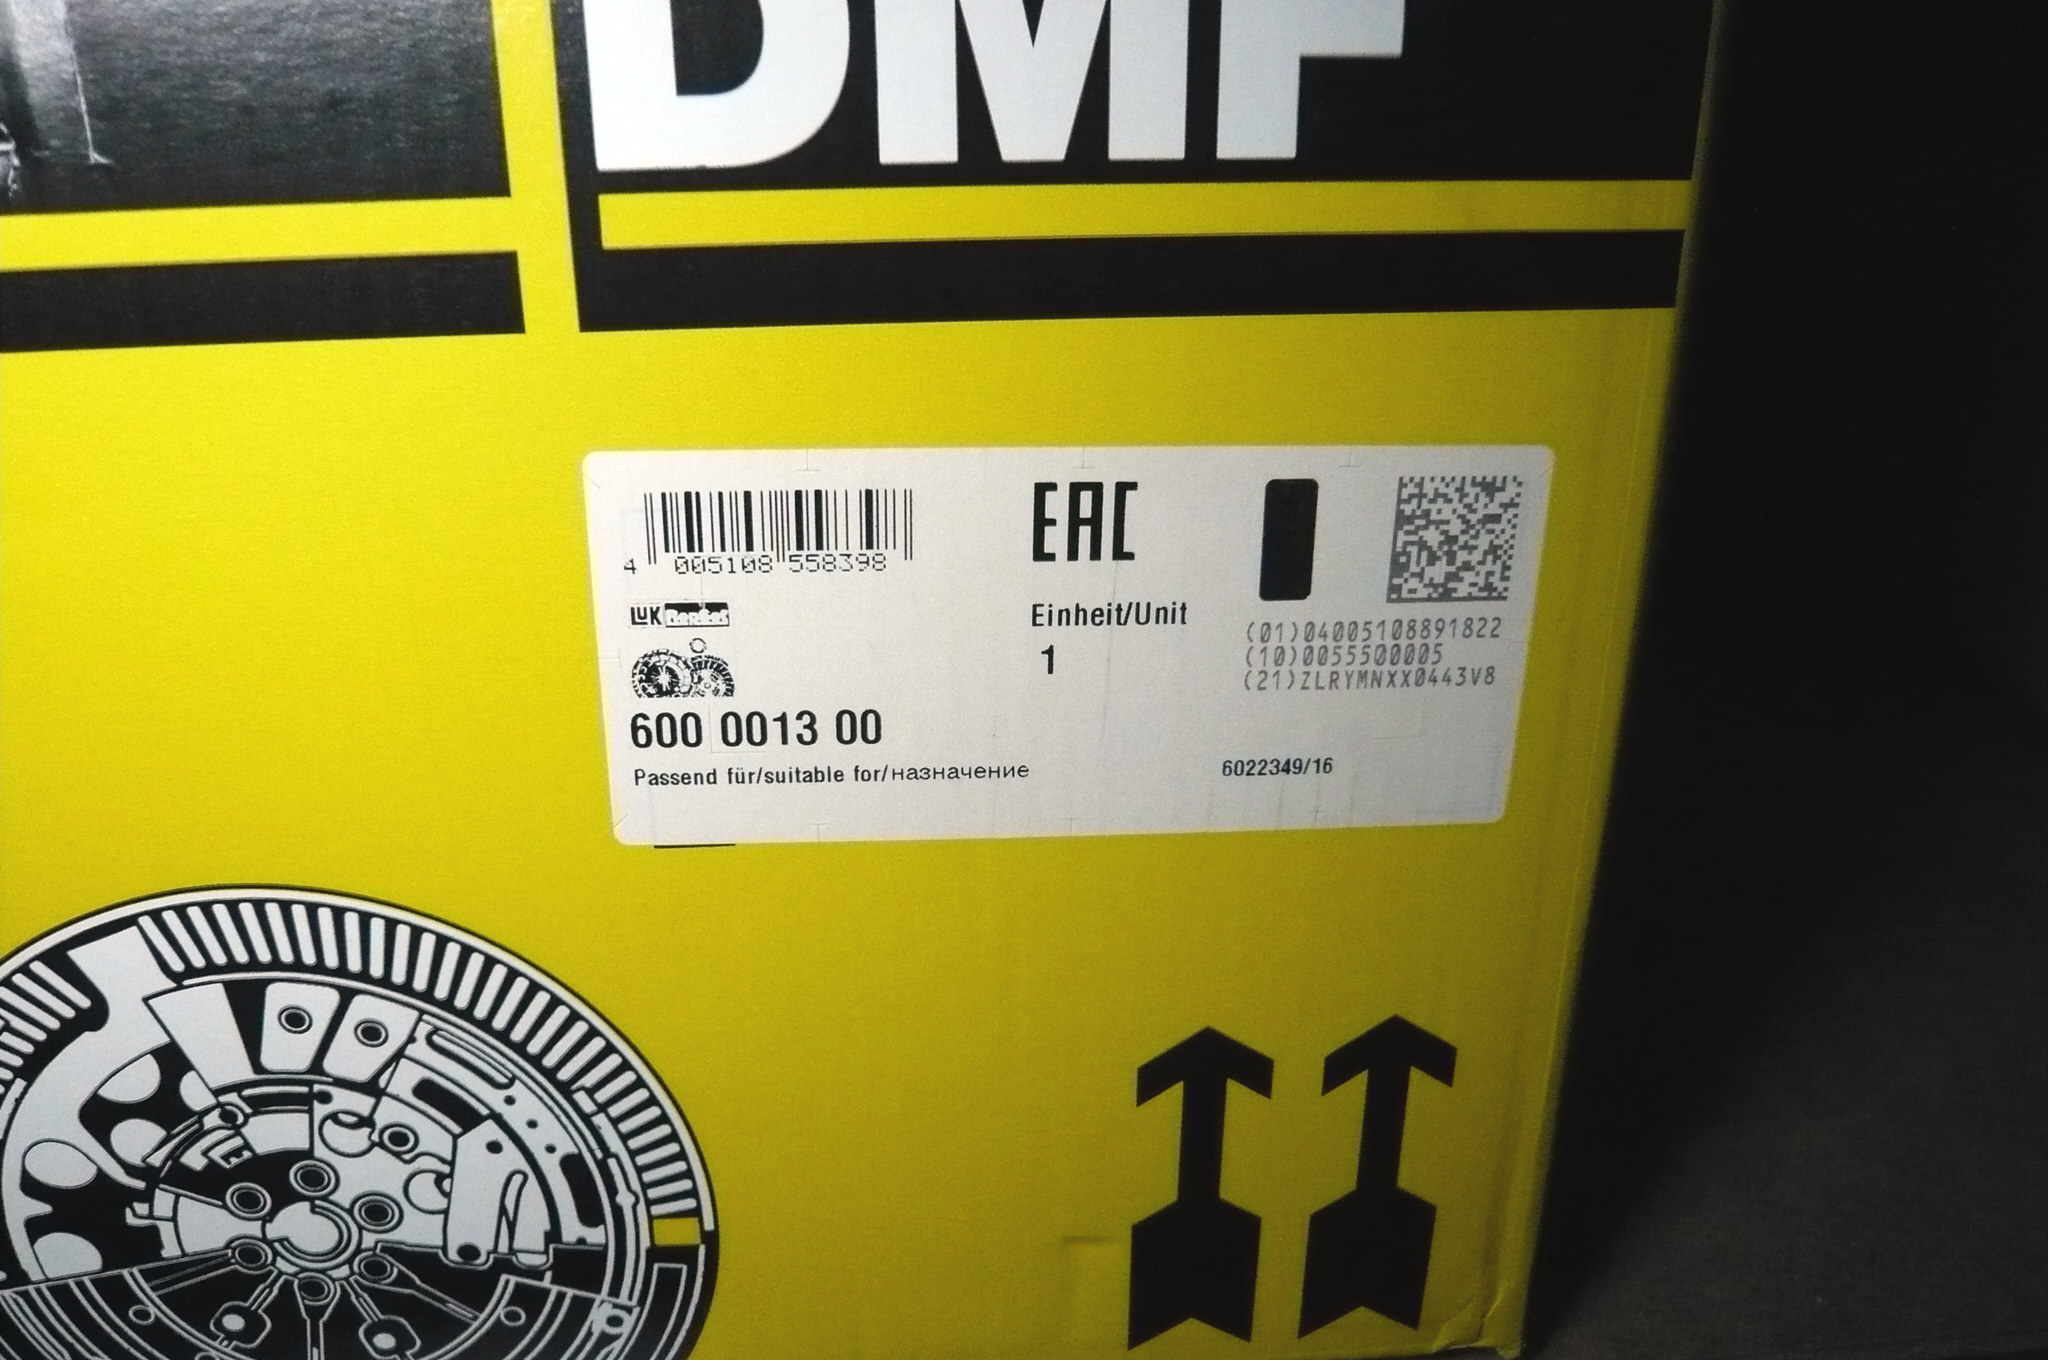 DMF
EAC
4 005108 558398
LuK RepSet
Einheit/Unit
1
(01)04005108891822
(10)0055500005
(21)ZLRYMNXX0443V8
600 0013 00
Passend für/suitable for/назначение
6022349/16